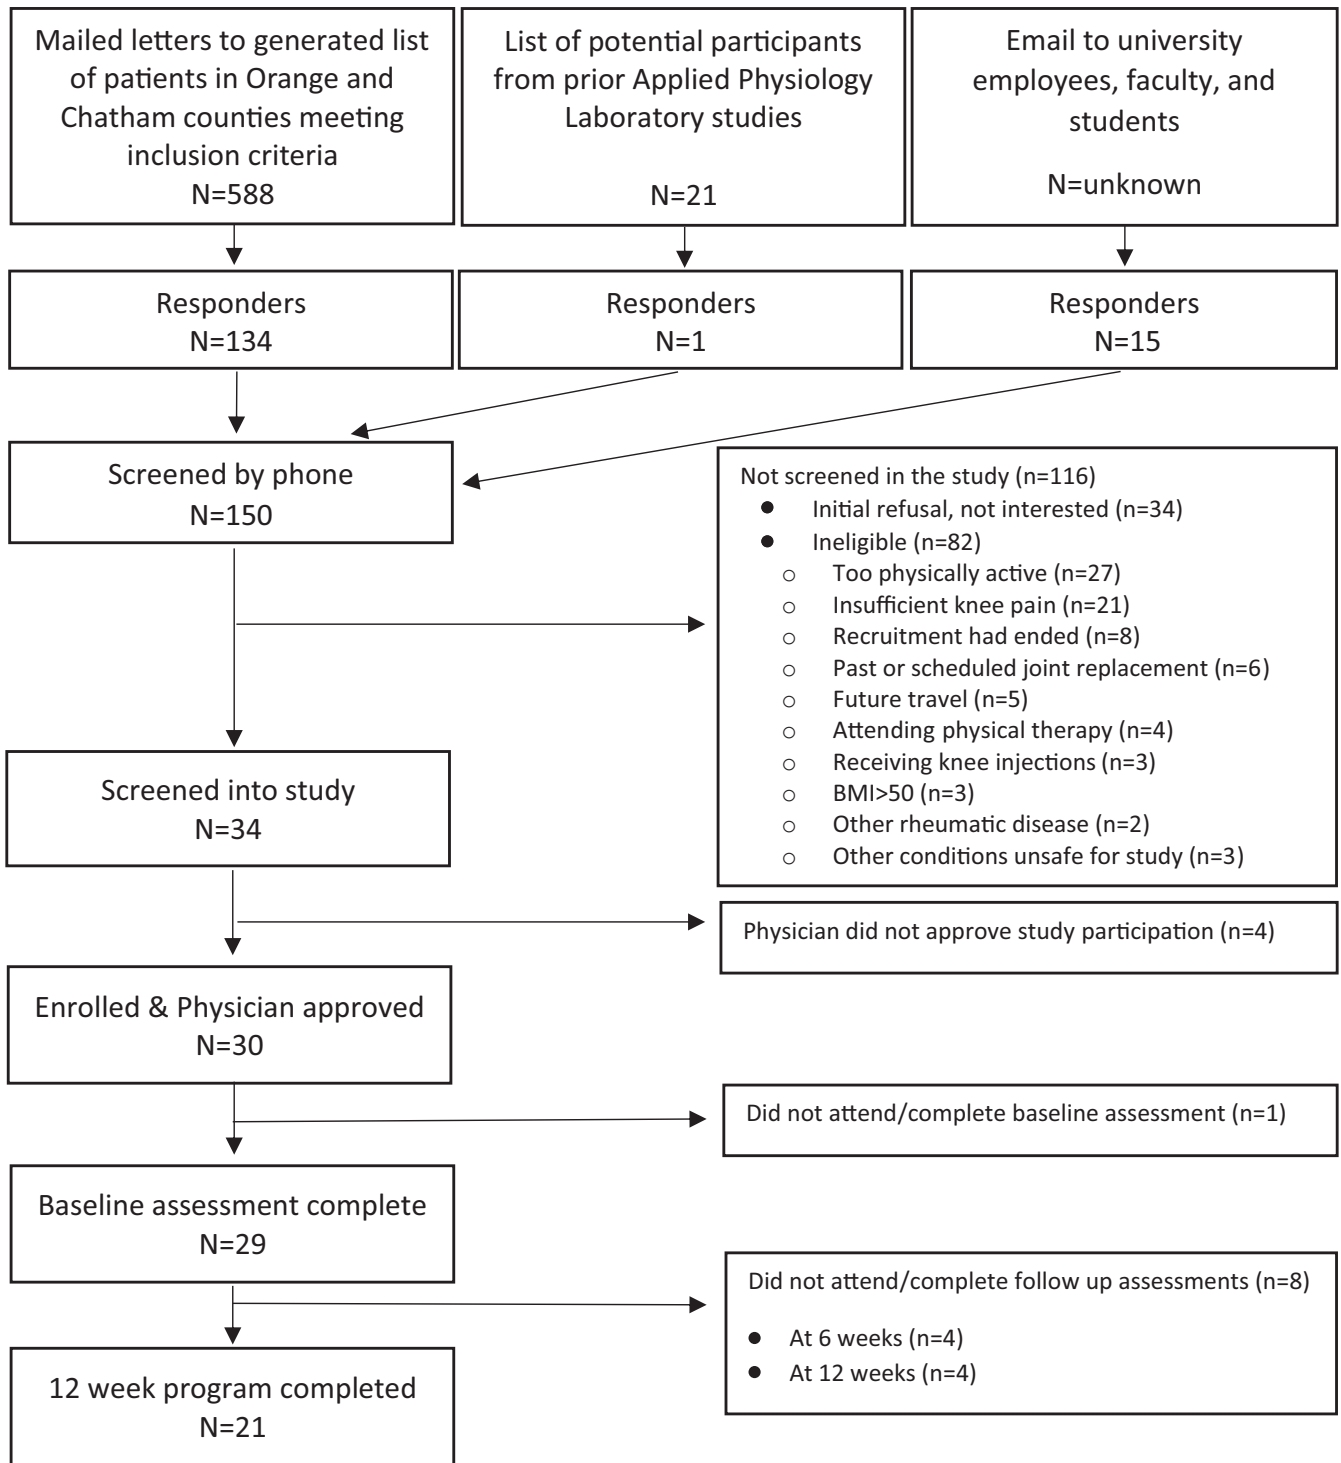 Mailed letters to generated list
of patients in Orange and
Chatham counties meeting
inclusion criteria
N=588
List of potential participants
from prior Applied Physiology
Laboratory studies
N=21
Email to university
employees, faculty, and
students
N=unknown
Responders
N=134
Responders
N=1
Responders
N=15
Screened by phone
N=150
Not screened in the study (n=116)
● Initial refusal, not interested (n=34)
● Ineligible (n=82)
○ Too physically active (n=27)
○ Insufficient knee pain (n=21)
○ Recruitment had ended (n=8)
○ Past or scheduled joint replacement (n=6)
○ Future travel (n=5)
○ Attending physical therapy (n=4)
○ Receiving knee injections (n=3)
○ BMI>50 (n=3)
○ Other rheumatic disease (n=2)
○ Other conditions unsafe for study (n=3)
Screened into study
N=34
Physician did not approve study participation (n=4)
Enrolled & Physician approved
N=30
Did not attend/complete baseline assessment (n=1)
Baseline assessment complete
N=29
Did not attend/complete follow up assessments (n=8)
● At 6 weeks (n=4)
● At 12 weeks (n=4)
12 week program completed
N=21